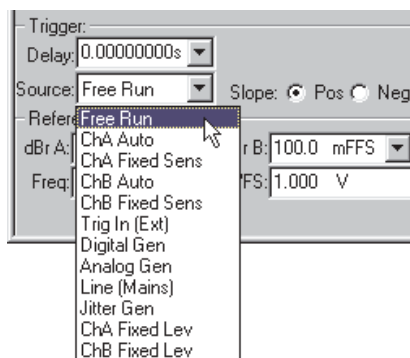 Trigger:
Delay: 0.00000000s
Source: Free Run Slope: Pos Neg
Refere
Free Run
dBr A: ChA Auto r B: 100.0 mFFS
ChA Fixed Sens
Freq: ChB Auto /FS: 1.000 V
ChB Fixed Sens
Trig In (Ext)
Digital Gen
Analog Gen
Line (Mains)
Jitter Gen
ChA Fixed Lev
ChB Fixed Lev